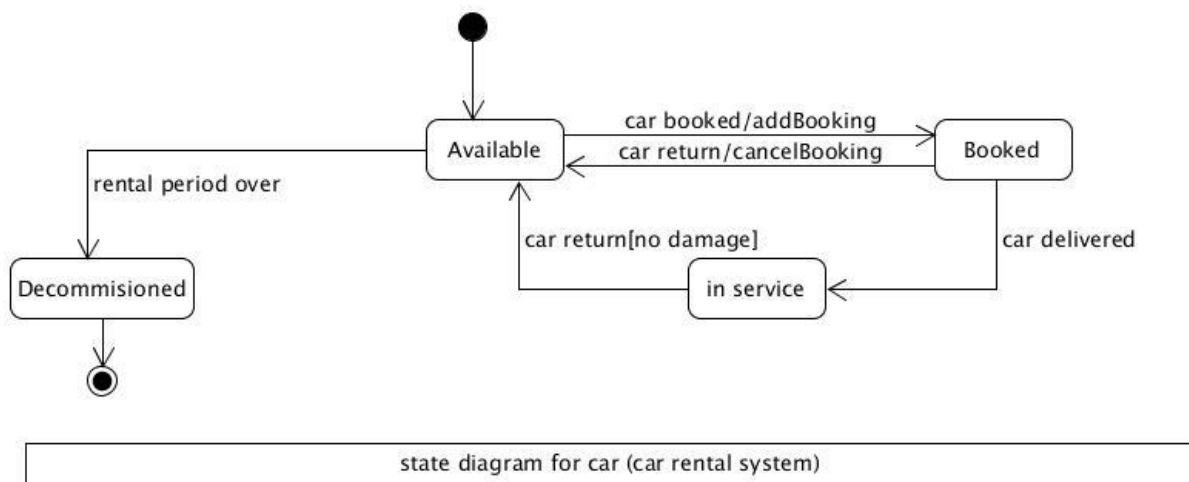 car booked/addBooking
Available
car return/cancelBooking
Booked
rental period over
car return[no damage]
car delivered
Decommisioned
in service
state diagram for car (car rental system)